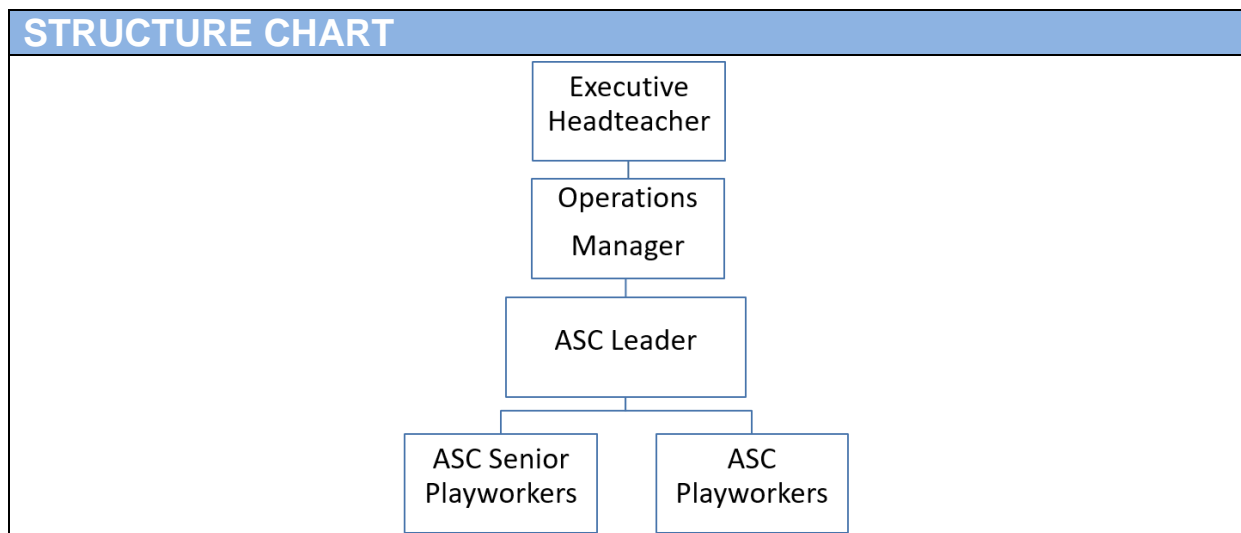 STRUCTURE CHART
Executive
Headteacher
Operations
Manager
ASC Leader
ASC Senior
Playworkers
ASC
Playworkers